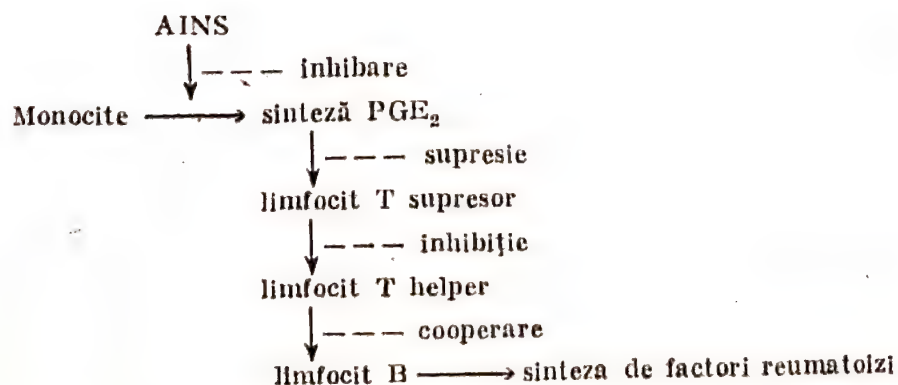 AINS
--- inhibare
Monocite → sinteză PGE₂
--- supresie
limfocit T supresor
--- inhibiție
limfocit T helper
--- cooperare
limfocit B → sinteza de factori reumatoizi